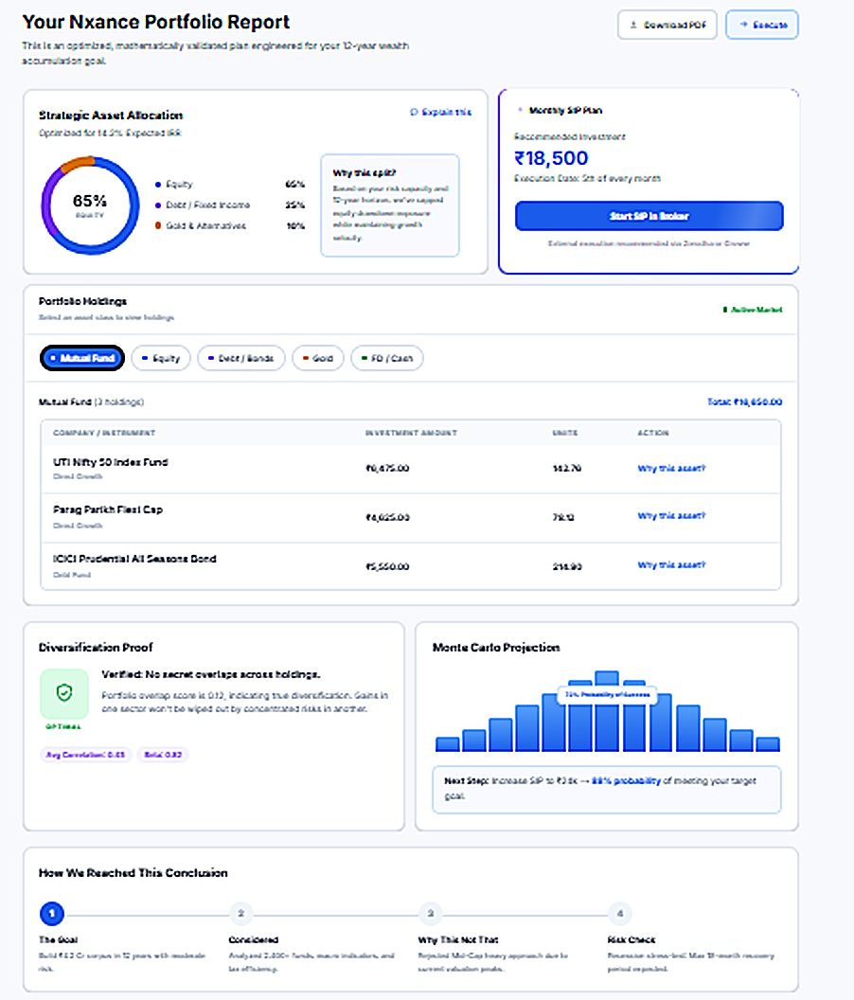 Your Nxance Portfolio Report
This is an optimized, mathematically validated plan engineered for your 12-year wealth
accumulation goal.
Download PDF
Execute
Strategic Asset Allocation
Explain this
Optimized for 14.2% Expected IRR
65%
EQUITY
Equity 65%
Debt / Fixed Income 25%
Gold & Alternatives 10%
Why this split?
Based on your risk capacity and
12-year horizon, we've capped
equity drawdown exposure
while maintaining growth
velocity.
Monthly SIP Plan
Recommended Investment
₹18,500
Execution Date: 5th of every month
Start SIP in Broker
External execution recommended via Zerodha or Groww
Portfolio Holdings
Select an asset class to view holdings
Active Market
Mutual Fund
Equity
Debt / Bonds
Gold
FD / Cash
Mutual Fund (3 holdings)
Total: ₹16,650.00
COMPANY / INSTRUMENT INVESTMENT AMOUNT UNITS ACTION
UTI Nifty 50 Index Fund
Direct Growth
₹6,475.00 142.76 Why this asset?
Parag Parikh Flexi Cap
Direct Growth
₹4,625.00 78.12 Why this asset?
ICICI Prudential All Seasons Bond
Debt Fund
₹5,550.00 214.90 Why this asset?
Diversification Proof
OPTIMAL
Verified: No secret overlaps across holdings.
Portfolio overlap score is 0.12, indicating true diversification. Gains in
one sector won't be wiped out by concentrated risks in another.
Avg Correlation: 0.43
Beta: 0.82
Monte Carlo Projection
Probability of Success
Next Step: Increase SIP to → 88% probability of meeting your target
goal.
How We Reached This Conclusion
1
The Goal
Build ₹4.2 Cr corpus in 12 years with moderate
risk.
2
Considered
Analyzed 2,400+ funds, macro indicators, and
tax efficiency.
3
Why This Not That
Rejected Mid-Cap heavy approach due to
current valuation peaks.
4
Risk Check
Recession stress-test: Max 18-month recovery
period expected.